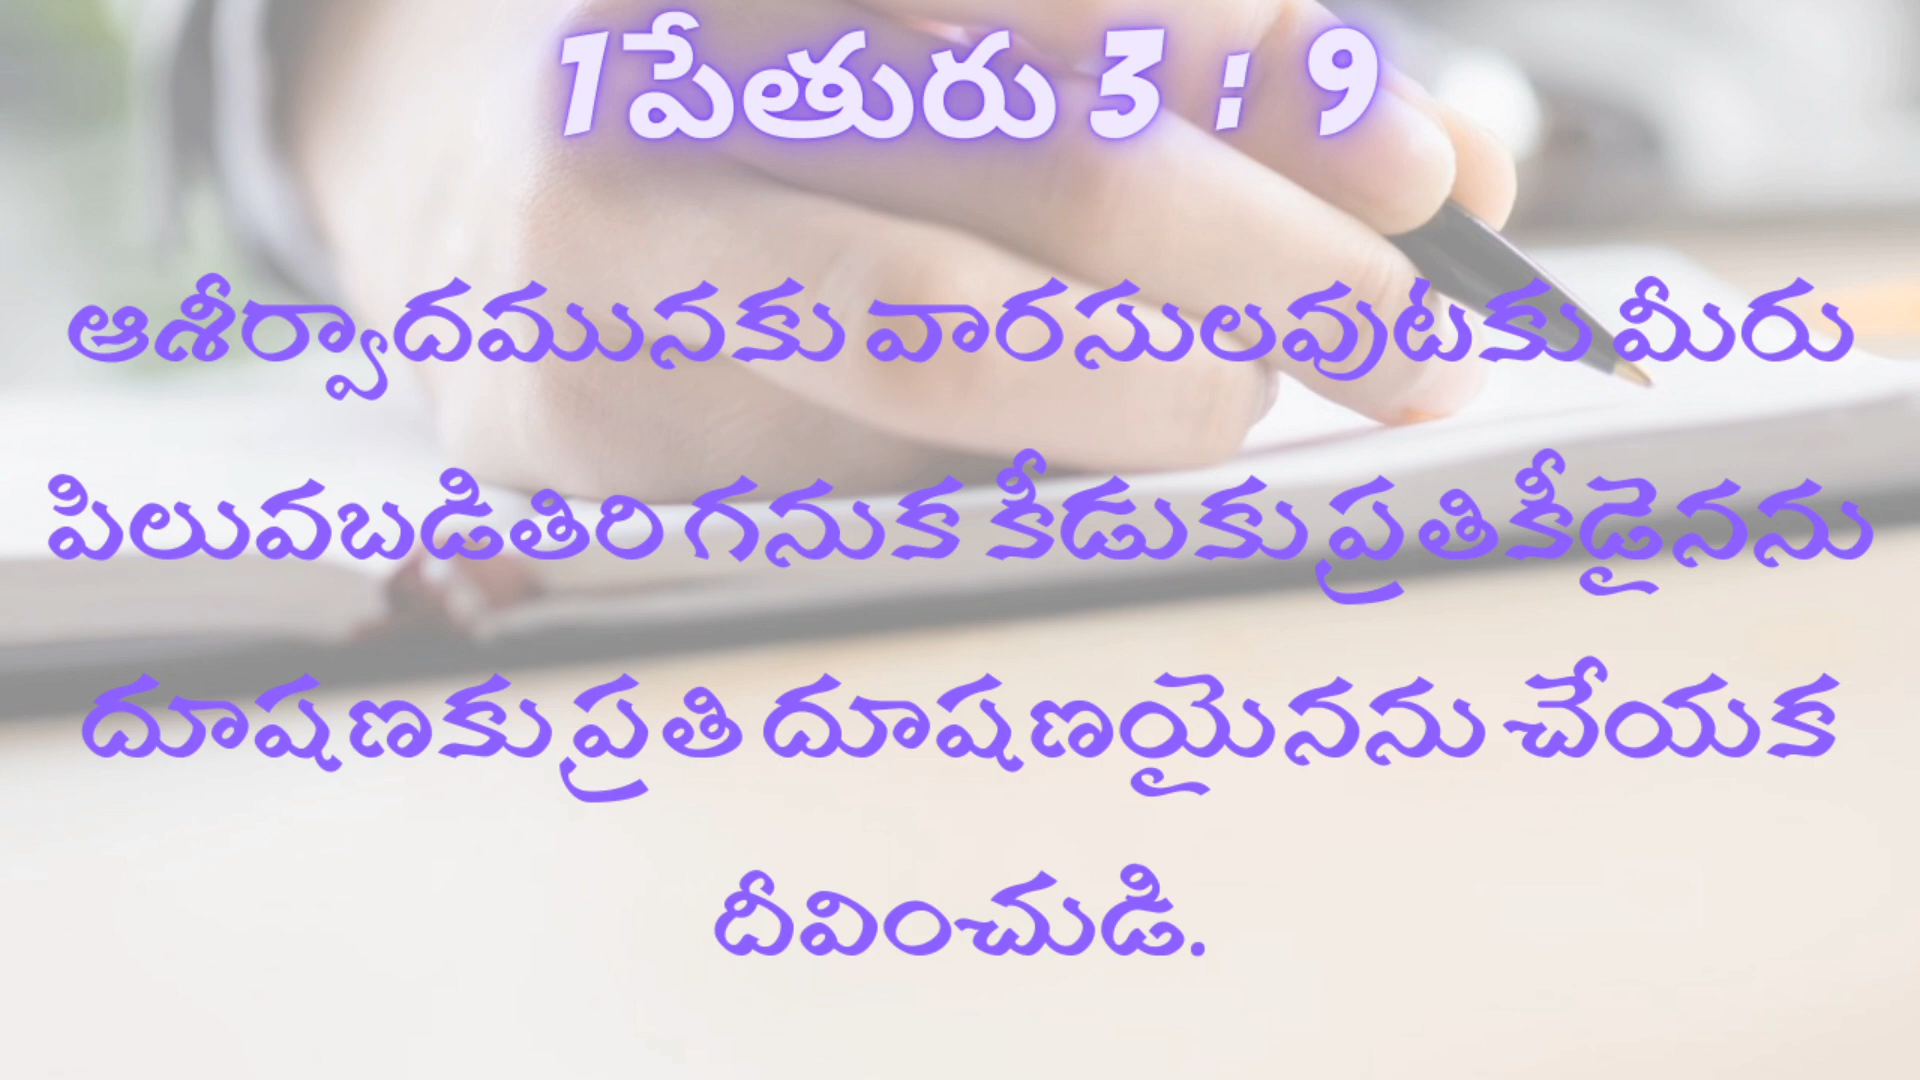 1పేతురు 3 : 9
ఆశీర్వాదమునకు వారసులవుటకు మీరు
పిలువబడితిరి గనుక కీడుకు ప్రతికీడైనను
దూషణకు ప్రతి దూషణయైనను చేయక
దీవించుడి.